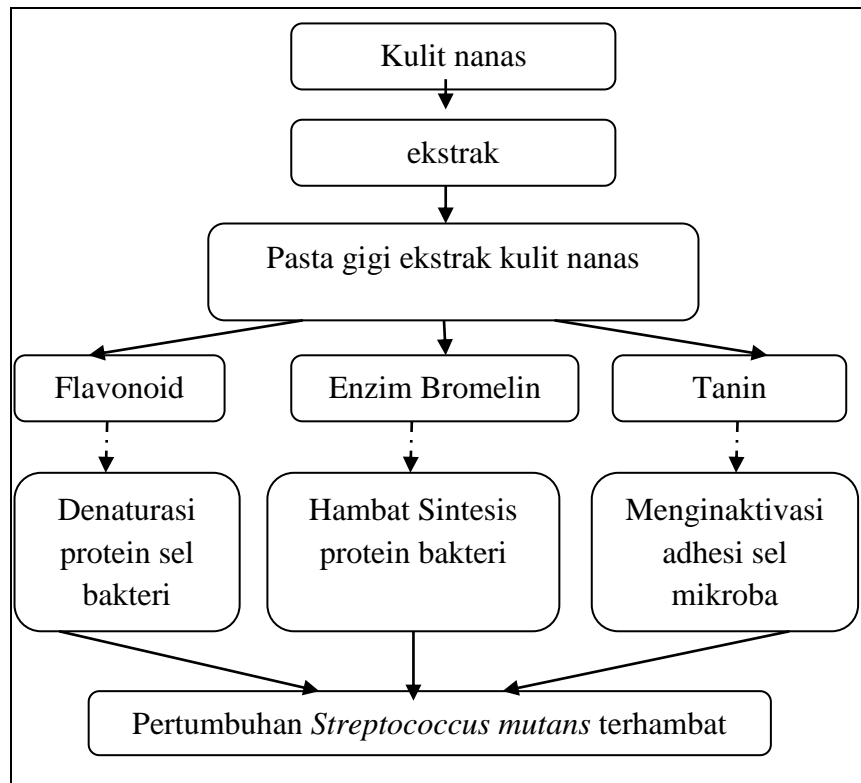 Kulit nanas
ekstrak
Pasta gigi ekstrak kulit nanas
Flavonoid
Enzim Bromelin
Tanin
Denaturasi
protein sel
bakteri
Hambat Sintesis
protein bakteri
Menginaktivasi
adhesi sel
mikroba
Pertumbuhan Streptococcus mutans terhambat